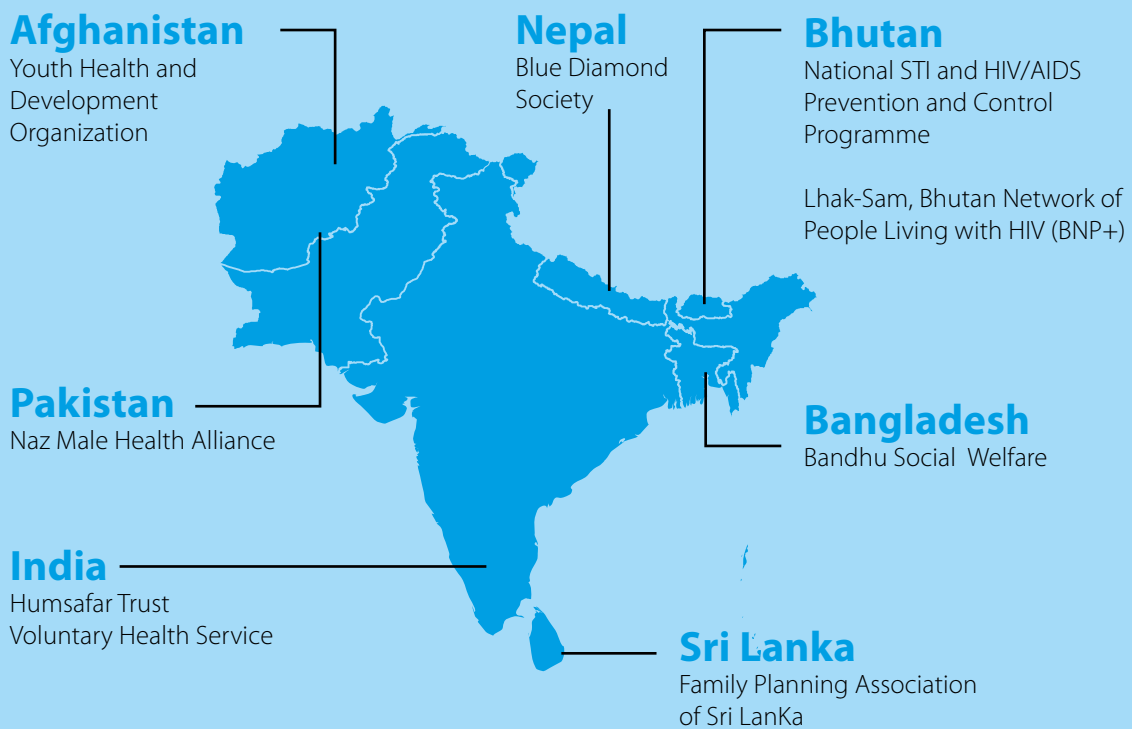 Afghanistan
Youth Health and
Development
Organization
Nepal
Blue Diamond
Society
Bhutan
National STI and HIV/AIDS
Prevention and Control
Programme
Lhak-Sam, Bhutan Network of
People Living with HIV (BNP+)
Pakistan
Naz Male Health Alliance
Bangladesh
Bandhu Social Welfare
India
Humsafar Trust
Voluntary Health Service
Sri Lanka
Family Planning Association
of Sri LanKa